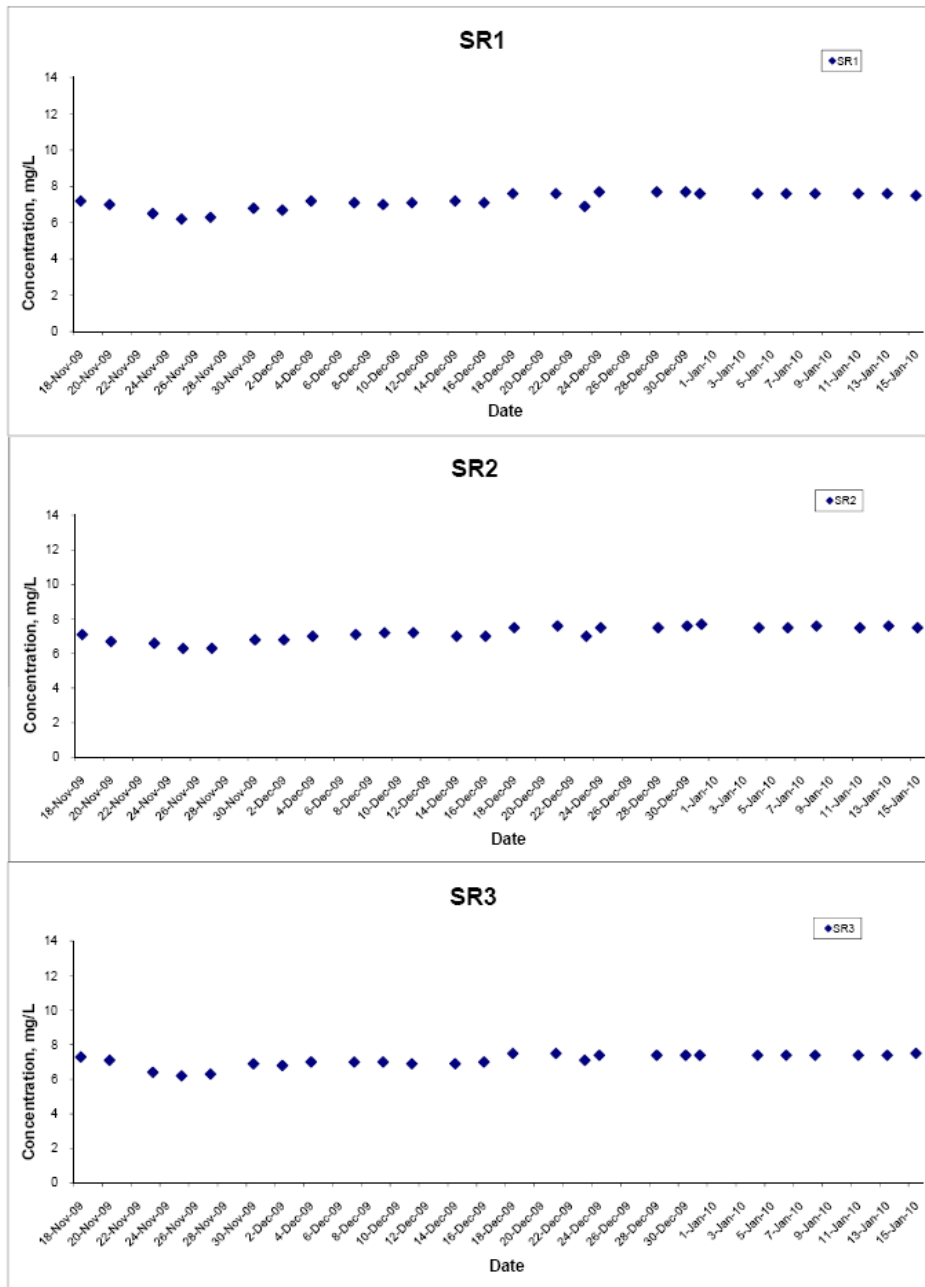 SR1
SR1
14
12
10
8
6
4
2
0
Concentration, mg/L
18-Nov-09
20-Nov-09
22-Nov-09
24-Nov-09
26-Nov-09
28-Nov-09
30-Nov-09
2-Dec-09
4-Dec-09
6-Dec-09
8-Dec-09
10-Dec-09
12-Dec-09
14-Dec-09
16-Dec-09
18-Dec-09
20-Dec-09
22-Dec-09
24-Dec-09
26-Dec-09
28-Dec-09
30-Dec-09
1-Jan-10
3-Jan-10
5-Jan-10
7-Jan-10
9-Jan-10
11-Jan-10
13-Jan-10
15-Jan-10
Date
SR2
SR2
14
12
10
8
6
4
2
0
Concentration, mg/L
18-Nov-09
20-Nov-09
22-Nov-09
24-Nov-09
26-Nov-09
28-Nov-09
30-Nov-09
2-Dec-09
4-Dec-09
6-Dec-09
8-Dec-09
10-Dec-09
12-Dec-09
14-Dec-09
16-Dec-09
18-Dec-09
20-Dec-09
22-Dec-09
24-Dec-09
26-Dec-09
28-Dec-09
30-Dec-09
1-Jan-10
3-Jan-10
5-Jan-10
7-Jan-10
9-Jan-10
11-Jan-10
13-Jan-10
15-Jan-10
Date
SR3
SR3
14
12
10
8
6
4
2
0
Concentration, mg/L
18-Nov-09
20-Nov-09
22-Nov-09
24-Nov-09
26-Nov-09
28-Nov-09
30-Nov-09
2-Dec-09
4-Dec-09
6-Dec-09
8-Dec-09
10-Dec-09
12-Dec-09
14-Dec-09
16-Dec-09
18-Dec-09
20-Dec-09
22-Dec-09
24-Dec-09
26-Dec-09
28-Dec-09
30-Dec-09
1-Jan-10
3-Jan-10
5-Jan-10
7-Jan-10
9-Jan-10
11-Jan-10
13-Jan-10
15-Jan-10
Date